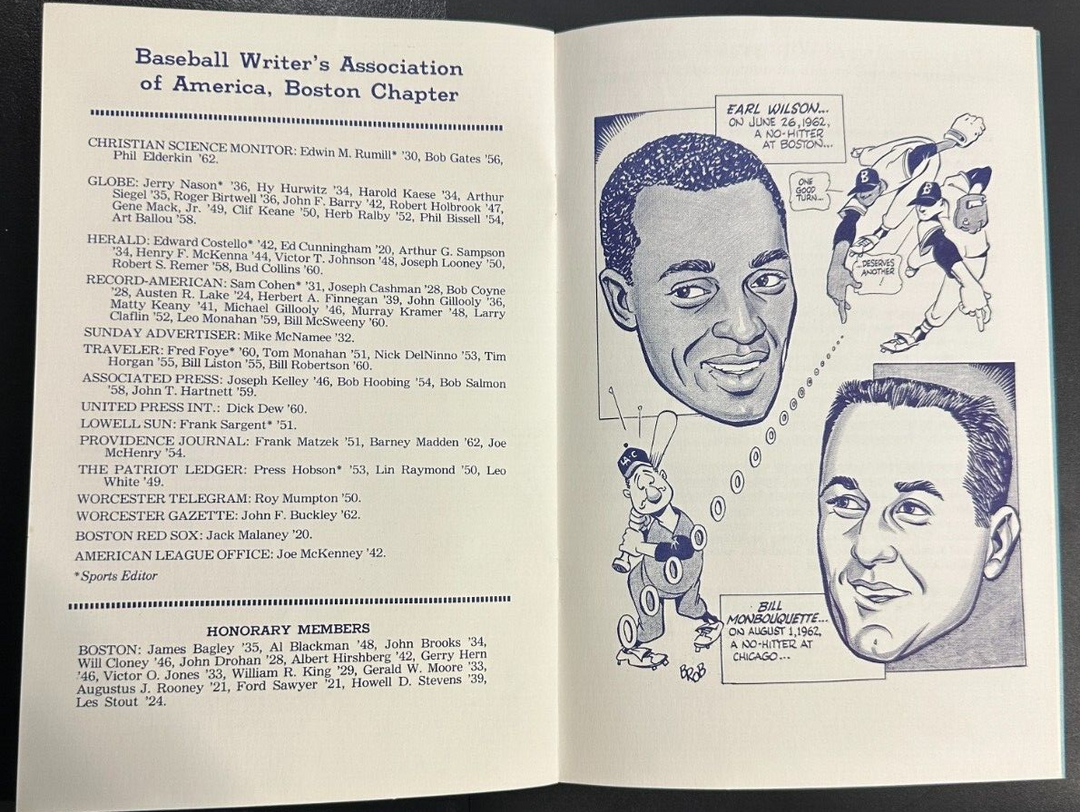 Baseball Writer's Association
of America, Boston Chapter
CHRISTIAN SCIENCE MONITOR: Edwin M. Rumill* '30, Bob Gates '56,
Phil Elderkin '62.
GLOBE: Jerry Nason* '36, Hy Hurwitz '34, Harold Kaese '34, Arthur
Siegel '35, Roger Birtwell '36, John F. Barry '42, Robert Holbrook '47,
Gene Mack, Jr. '49, Clif Keane '50, Herb Ralby '52, Phil Bissell '54,
Art Ballou '58.
HERALD: Edward Costello* '42, Ed Cunningham '20, Arthur G. Sampson
'34, Henry F. McKenna '44, Victor T. Johnson '48, Joseph Looney '50,
Robert S. Remer '58, Bud Collins '60.
RECORD-AMERICAN: Sam Cohen* '31, Joseph Cashman '28, Bob Coyne
'28, Austen R. Lake '24, Herbert A. Finnegan '39, John Gillooly '36,
Matty Keany '41, Michael Gillooly '46, Murray Kramer '48, Larry
Claflin '52, Leo Monahan '59, Bill McSweeny '60.
SUNDAY ADVERTISER: Mike McNamee '32.
TRAVELER: Fred Foye* '60, Tom Monahan '51, Nick DelNinno '53, Tim
Horgan '55, Bill Liston '55, Bill Robertson '60.
ASSOCIATED PRESS: Joseph Kelley '46, Bob Hoobing '54, Bob Salmon
'58, John T. Hartnett '59.
UNITED PRESS INT.: Dick Dew '60.
LOWELL SUN: Frank Sargent* '51.
PROVIDENCE JOURNAL: Frank Matzek '51, Barney Madden '62, Joe
McHenry '54.
THE PATRIOT LEDGER: Press Hobson* '53, Lin Raymond '50, Leo
White '49.
WORCESTER TELEGRAM: Roy Mumpton '50.
WORCESTER GAZETTE: John F. Buckley '62.
BOSTON RED SOX: Jack Malaney '20.
AMERICAN LEAGUE OFFICE: Joe McKenney '42.
*Sports Editor
HONORARY MEMBERS
BOSTON: James Bagley '35, Al Blackman '48, John Brooks '34,
Will Cloney '46, John Drohan '28, Albert Hirshberg '42, Gerry Hern
'46, Victor O. Jones '33, William R. King '29, Gerald W. Moore '33,
Augustus J. Rooney '21, Ford Sawyer '21, Howell D. Stevens '39,
Les Stout '24.
EARL WILSON...
ON JUNE 26, 1962,
A NO-HITTER
AT BOSTON...
ONE
GOOD
TURN...
B
B
DESERVES
ANOTHER
!
LA-C
BILL
MONBOUQUETTE...
ON AUGUST 1, 1962,
A NO-HITTER AT
CHICAGO...
BROB